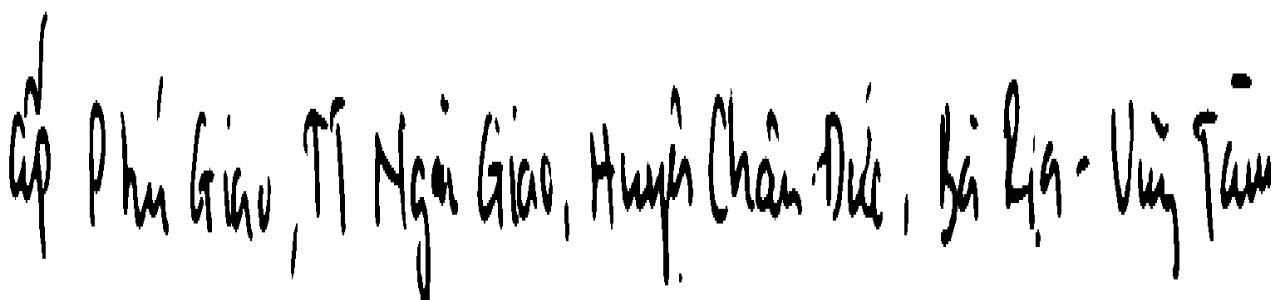 ấp Phú Giao, TT Ngãi Giao, Huyện Châu Đức, Bà Rịa - Vũng Tàu